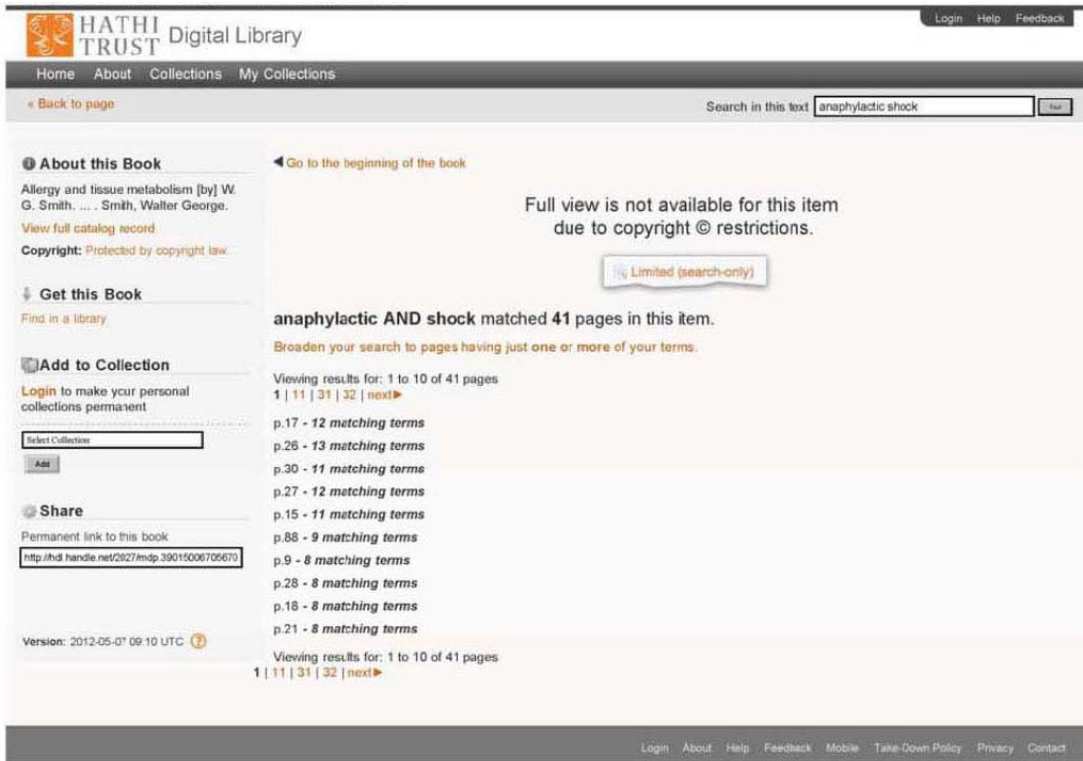 HATHI TRUST Digital Library
Login Help Feedback
Home About Collections My Collections
« Back to page
Search in this text anaphylactic shock
About this Book
Allergy and tissue metabolism [by] W.
G. Smith. ... . Smith, Walter George.
View full catalog record
Copyright: Protected by copyright law.
Get this Book
Find in a library
Add to Collection
Login to make your personal
collections permanent
Select Collection
Add
Share
Permanent link to this book
http://hdl.handle.net/2027/mdp.39015006705670
Version: 2012-05-07 09:10 UTC (?)
◄ Go to the beginning of the book
Full view is not available for this item
due to copyright © restrictions.
Limited (search-only)
anaphylactic AND shock matched 41 pages in this item.
Broaden your search to pages having just one or more of your terms.
Viewing results for: 1 to 10 of 41 pages
1 | 11 | 31 | 32 | next►
p.17 - 12 matching terms
p.26 - 13 matching terms
p.30 - 11 matching terms
p.27 - 12 matching terms
p.15 - 11 matching terms
p.88 - 9 matching terms
p.9 - 8 matching terms
p.28 - 8 matching terms
p.18 - 8 matching terms
p.21 - 8 matching terms
Viewing results for: 1 to 10 of 41 pages
1 | 11 | 31 | 32 | next►
Login About Help Feedback Mobile Take-Down Policy Privacy Contact